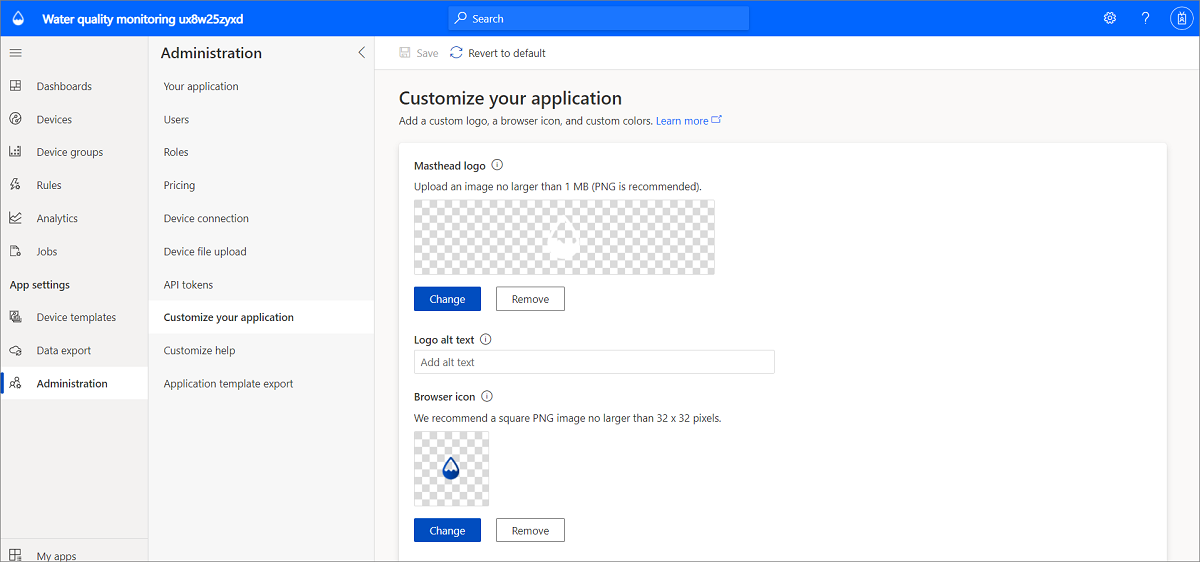 Water quality monitoring ux8w25zyxd
Search
?
Dashboards
Devices
Device groups
Rules
Analytics
Jobs
App settings
Device templates
Data export
Administration
My apps
Administration
Your application
Users
Roles
Pricing
Device connection
Device file upload
API tokens
Customize your application
Customize help
Application template export
Save Revert to default
Customize your application
Add a custom logo, a browser icon, and custom colors. Learn more
Masthead logo
Upload an image no larger than 1 MB (PNG is recommended).
Change Remove
Logo alt text
Add alt text
Browser icon
We recommend a square PNG image no larger than 32 x 32 pixels.
Change Remove